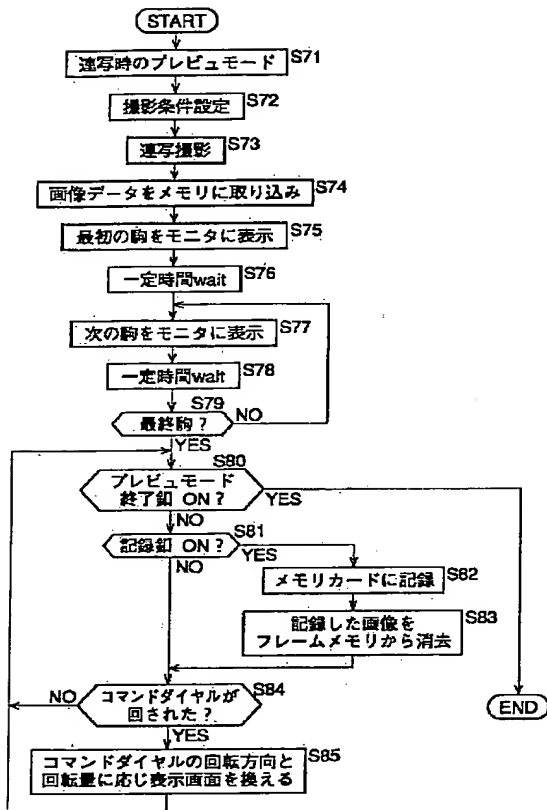 START
連写時のプレビュモード
S71
撮影条件設定
S72
連写撮影
S73
画像データをメモリに取り込み
S74
最初の駒をモニタに表示
S75
一定時間wait
S76
次の駒をモニタに表示
S77
一定時間wait
S78
S79
最終駒?
NO
YES
S80
プレビュモード
終了釦 ON?
YES
NO
S81
記録釦 ON?
YES
NO
メモリカードに記録
S82
記録した画像を
フレームメモリから消去
S83
S84
コマンドダイヤルが
回された?
NO
YES
END
S85
コマンドダイヤルの回転方向と
回転量に応じ表示画面を換える